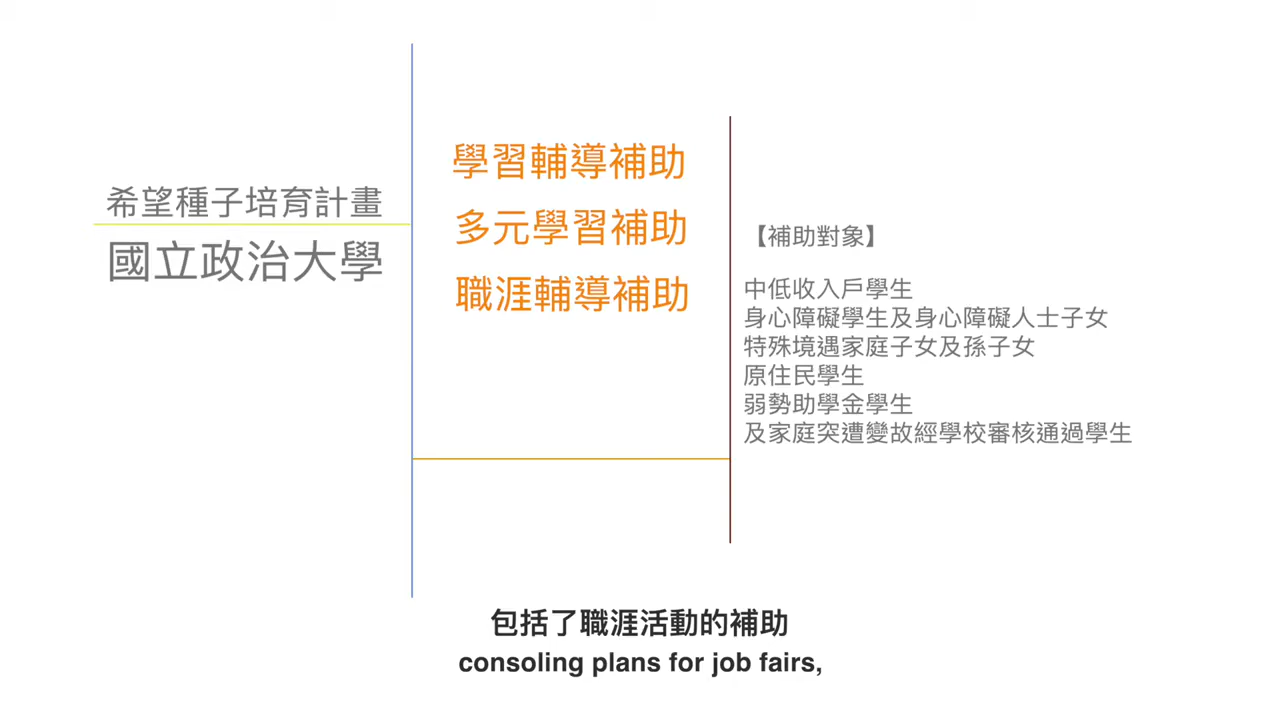 希望種子培育計畫
國立政治大學
學習輔導補助
多元學習補助
職涯輔導補助
【補助對象】
中低收入戶學生
身心障礙學生及身心障礙人士子女
特殊境遇家庭子女及孫子女
原住民學生
弱勢助學金學生
及家庭突遭變故經學校審核通過學生
包括了職涯活動的補助
consoling plans for job fairs,